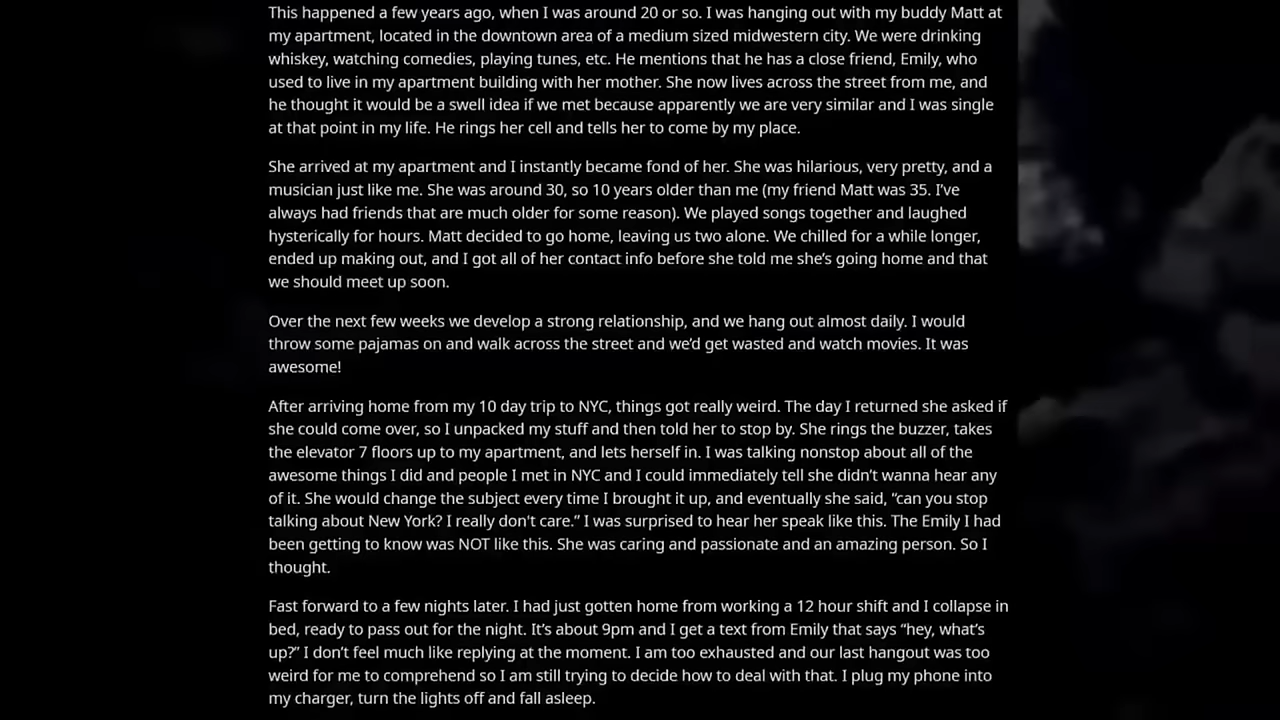 This happened a few years ago, when I was around 20 or so. I was hanging out with my buddy Matt at
my apartment, located in the downtown area of a medium sized midwestern city. We were drinking
whiskey, watching comedies, playing tunes, etc. He mentions that he has a close friend, Emily, who
used to live in my apartment building with her mother. She now lives across the street from me, and
he thought it would be a swell idea if we met because apparently we are very similar and I was single
at that point in my life. He rings her cell and tells her to come by my place.
She arrived at my apartment and I instantly became fond of her. She was hilarious, very pretty, and a
musician just like me. She was around 30, so 10 years older than me (my friend Matt was 35. I’ve
always had friends that are much older for some reason). We played songs together and laughed
hysterically for hours. Matt decided to go home, leaving us two alone. We chilled for a while longer,
ended up making out, and I got all of her contact info before she told me she’s going home and that
we should meet up soon.
Over the next few weeks we develop a strong relationship, and we hang out almost daily. I would
throw some pajamas on and walk across the street and we’d get wasted and watch movies. It was
awesome!
After arriving home from my 10 day trip to NYC, things got really weird. The day I returned she asked if
she could come over, so I unpacked my stuff and then told her to stop by. She rings the buzzer, takes
the elevator 7 floors up to my apartment, and lets herself in. I was talking nonstop about all of the
awesome things I did and people I met in NYC and I could immediately tell she didn’t wanna hear any
of it. She would change the subject every time I brought it up, and eventually she said, “can you stop
talking about New York? I really don't care.” I was surprised to hear her speak like this. The Emily I had
been getting to know was NOT like this. She was caring and passionate and an amazing person. So I
thought.
Fast forward to a few nights later. I had just gotten home from working a 12 hour shift and I collapse in
bed, ready to pass out for the night. It’s about 9pm and I get a text from Emily that says “hey, what’s
up?” I don’t feel much like replying at the moment. I am too exhausted and our last hangout was too
weird for me to comprehend so I am still trying to decide how to deal with that. I plug my phone into
my charger, turn the lights off and fall asleep.